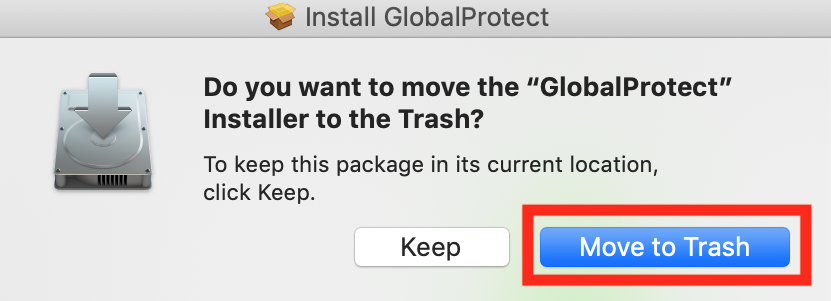 Install GlobalProtect
Do you want to move the “GlobalProtect”
Installer to the Trash?
To keep this package in its current location,
click Keep.
Keep
Move to Trash